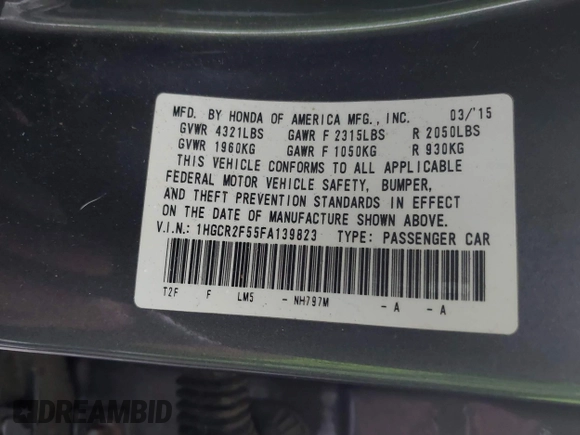 MFD. BY HONDA OF AMERICA MFG., INC. 03/'15
GVWR 4321LBS GAWR F 2315LBS R 2050LBS
GVWR 1960KG GAWR F 1050KG R 930KG
THIS VEHICLE CONFORMS TO ALL APPLICABLE
FEDERAL MOTOR VEHICLE SAFETY, BUMPER,
AND THEFT PREVENTION STANDARDS IN EFFECT
ON THE DATE OF MANUFACTURE SHOWN ABOVE.
V.I.N.: 1HGCR2F55FA139823 TYPE: PASSENGER CAR
T2F F LM5 - NH797M - A - A
DREAMBID